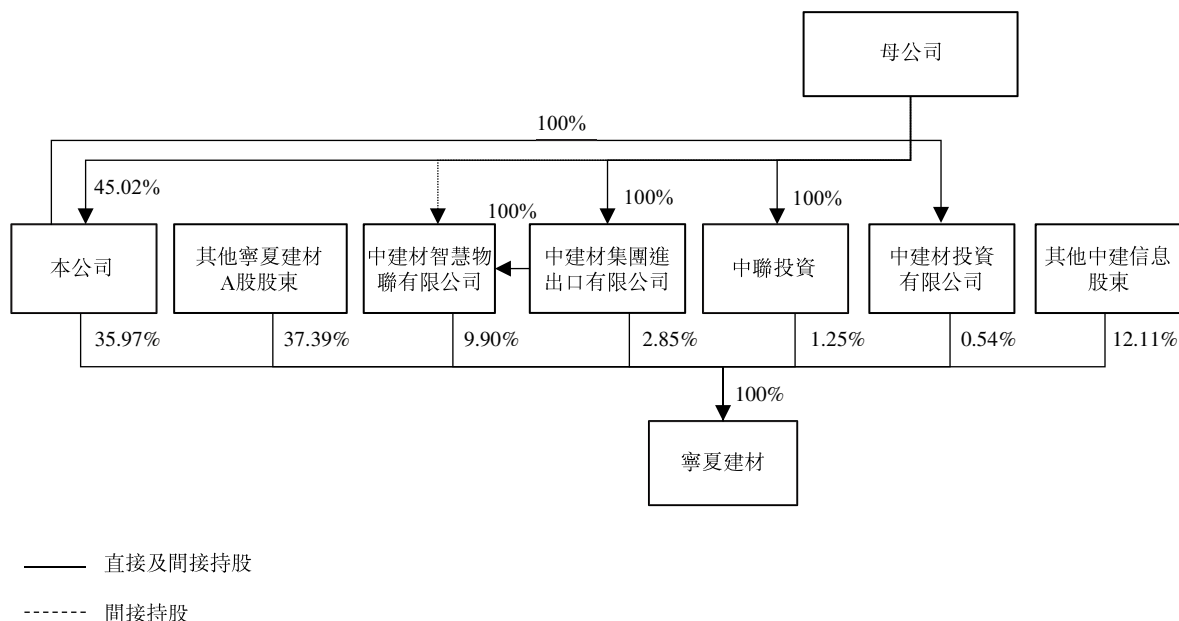 母公司
100%
45.02%
100%
100%
100%
本公司
其他寧夏建材
A股股東
中建材智慧物
聯有限公司
中建材集團進
出口有限公司
中聯投資
中建材投資
有限公司
其他中建信息
股東
35.97%
37.39%
9.90%
2.85%
1.25%
0.54%
12.11%
100%
寧夏建材
直接及間接持股
間接持股